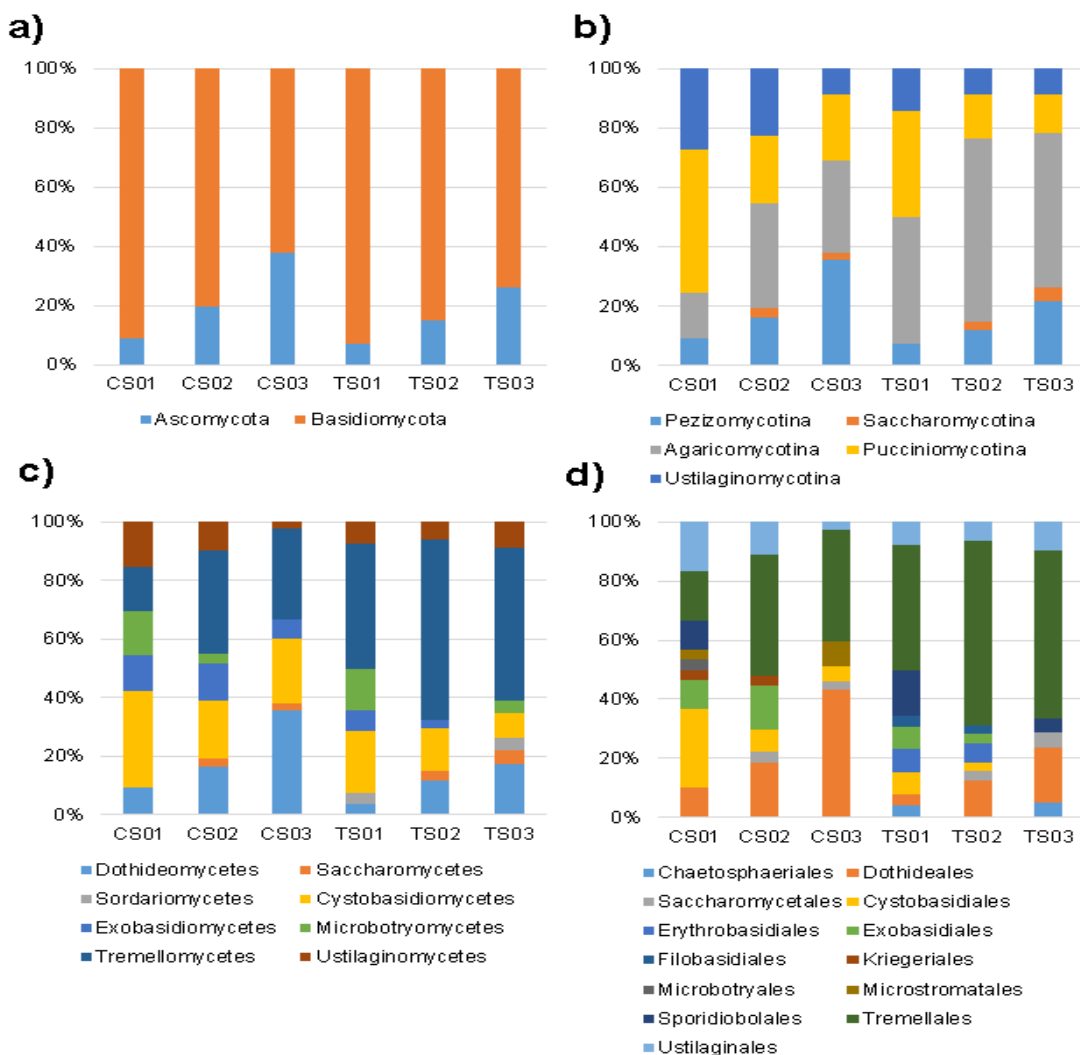 a)
100%
80%
60%
40%
20%
0%
CS01 CS02 CS03 TS01 TS02 TS03
Ascomycota Basidiomycota
b)
100%
80%
60%
40%
20%
0%
CS01 CS02 CS03 TS01 TS02 TS03
Pezizomycotina Saccharomycotina
Agaricomycotina Pucciniomycotina
Ustilaginomycotina
c)
100%
80%
60%
40%
20%
0%
CS01 CS02 CS03 TS01 TS02 TS03
Dothideomycetes Saccharomycetes
Sordariomycetes Cystobasidiomycetes
Exobasidiomycetes Microbotryomycetes
Tremellomycetes Ustilaginomycetes
d)
100%
80%
60%
40%
20%
0%
CS01 CS02 CS03 TS01 TS02 TS03
Chaetosphaeriales Dothideales
Saccharomycetales Cystobasidiales
Erythrobasidiales Exobasidiales
Filobasidiales Kriegeriales
Microbotryales Microstromatales
Sporidiobolales Tremellales
Ustilaginales